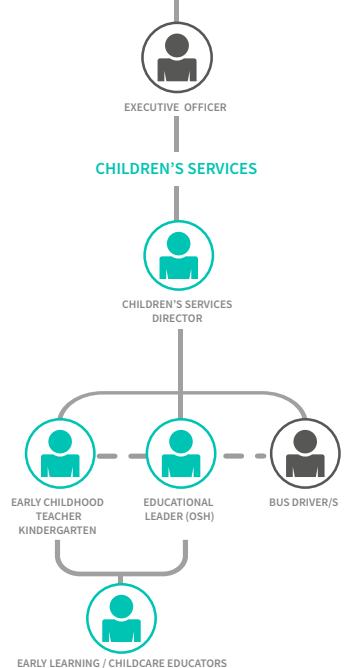 EXECUTIVE OFFICER
CHILDREN'S SERVICES
CHILDREN'S SERVICES
DIRECTOR
EARLY CHILDHOOD
TEACHER
KINDERGARTEN
EDUCATIONAL
LEADER (OSH)
BUS DRIVER/S
EARLY LEARNING / CHILDCARE EDUCATORS